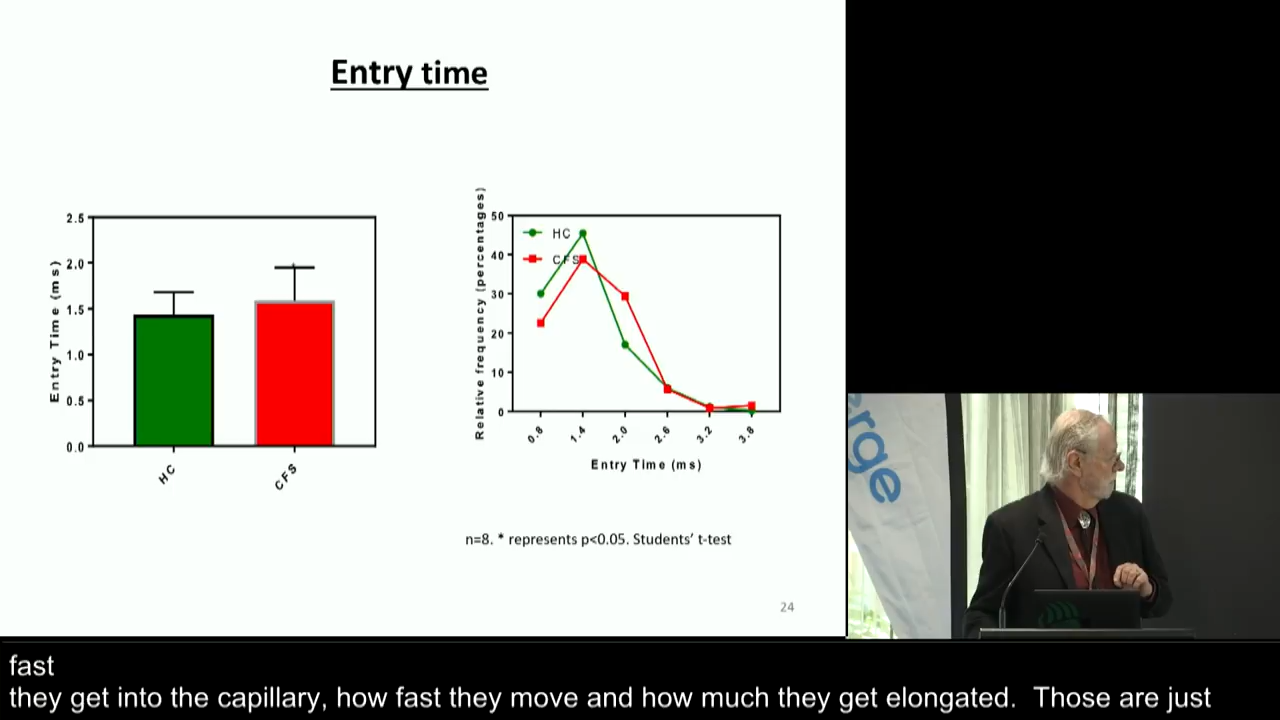 Entry time
2.5
2.0
1.5
1.0
0.5
0.0
Entry Time (ms)
HC
CFS
Relative frequency (percentages)
50
40
30
20
10
0
HC
CFS
0.8
1.4
2.0
2.6
3.2
3.8
Entry Time (ms)
n=8. * represents p<0.05. Students' t-test
24
erge
fast
they get into the capillary, how fast they move and how much they get elongated.  Those are just